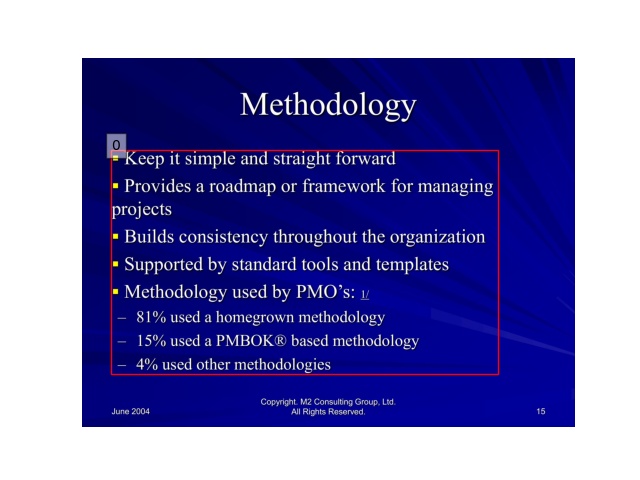 Methodology
0
▪ Keep it simple and straight forward
▪ Provides a roadmap or framework for managing
projects
▪ Builds consistency throughout the organization
▪ Supported by standard tools and templates
▪ Methodology used by PMO’s: 1/
– 81% used a homegrown methodology
– 15% used a PMBOK® based methodology
– 4% used other methodologies
June 2004
Copyright. M2 Consulting Group, Ltd.
All Rights Reserved.
15